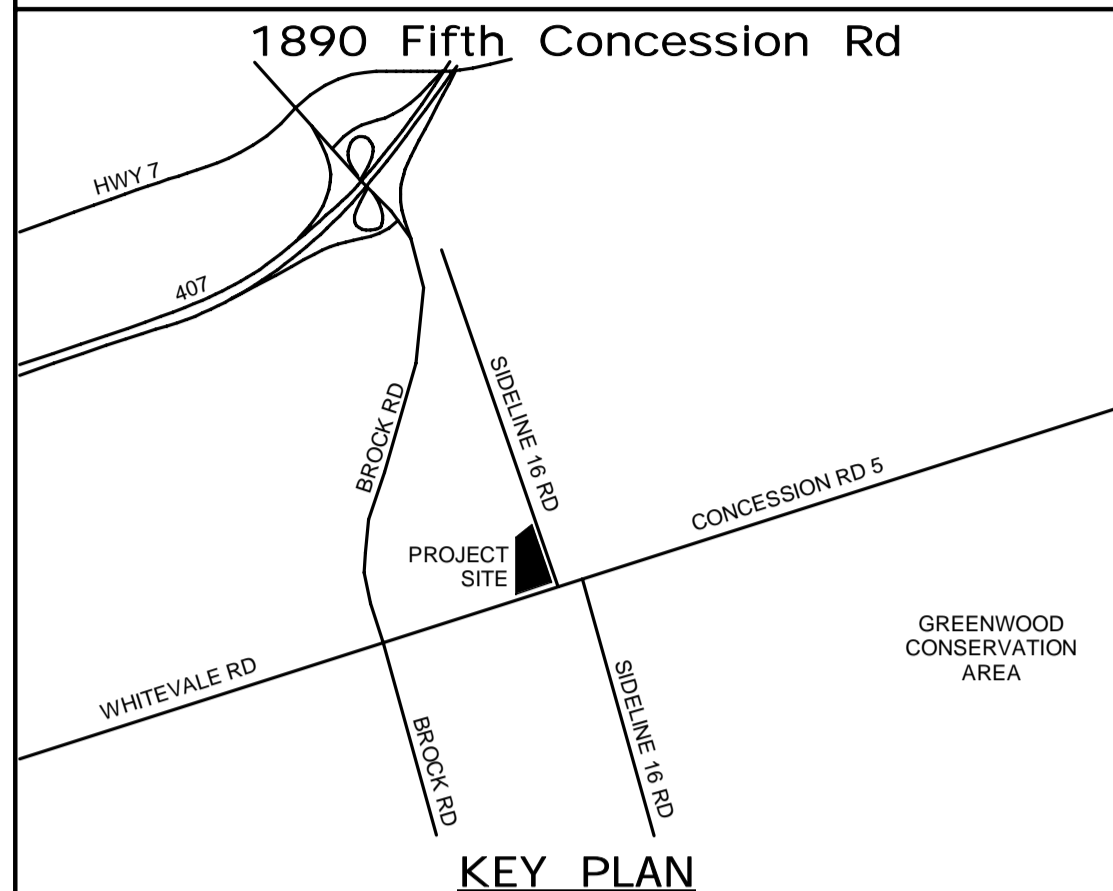 1890 Fifth Concession Rd
HWY 7
407
BROCK RD
SIDELINE 16 RD
CONCESSION RD 5
PROJECT
SITE
GREENWOOD
CONSERVATION
AREA
WHITEVALE RD
BROCK RD
SIDELINE 16 RD
KEY PLAN